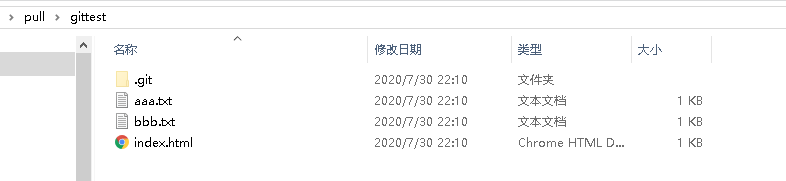 pull gittest
名称 修改日期 类型 大小
.git 2020/7/30 22:10 文件夹
aaa.txt 2020/7/30 22:10 文本文档 1 KB
bbb.txt 2020/7/30 22:10 文本文档 1 KB
index.html 2020/7/30 22:10 Chrome HTML D... 1 KB